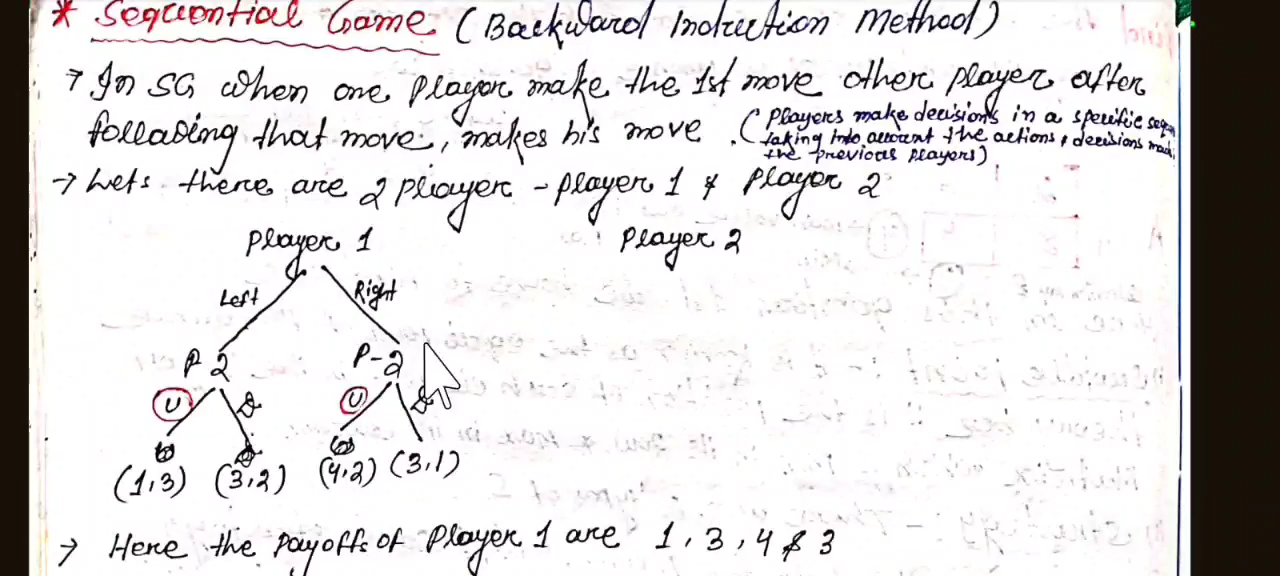 * Sequential Game (Backward Induction Method)
→ In SG when one player make the 1st move other player after
following that move, makes his move. (Players make decisions in a specific
taking into account the actions & decisions
the previous players)
→ Lets there are 2 player - player 1 & Player 2
Player 1 Player 2
Left Right
P 2 P-2
U D U D
(1,3) (3,2) (4,2) (3,1)
→ Here the payoffs of Player 1 are 1, 3, 4 & 3